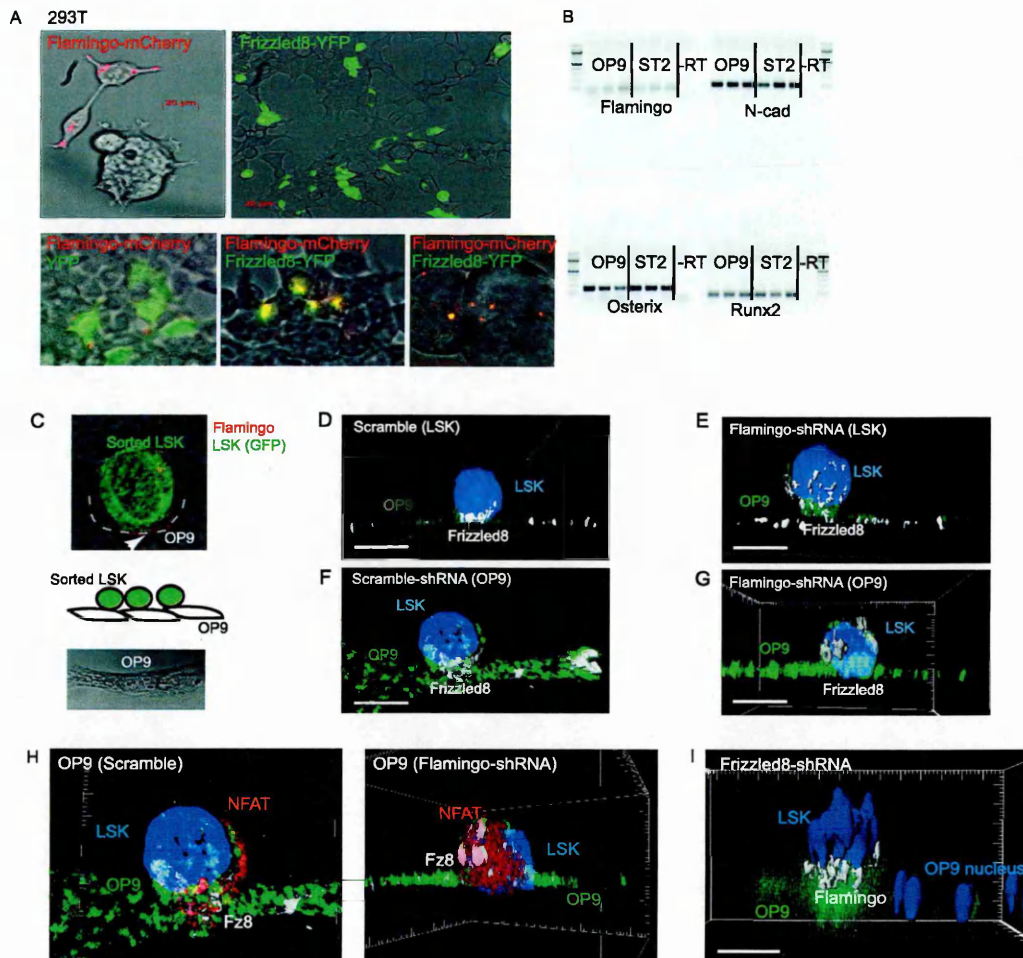 A
293T
Flamingo-mCherry
20 µm
Frizzled8-YFP
20 µm
Flamingo-mCherry
YFP
Flamingo-mCherry
Frizzled8-YFP
Flamingo-mCherry
Frizzled8-YFP
B
OP9 ST2 -RT OP9 ST2 -RT
Flamingo N-cad
OP9 ST2 -RT OP9 ST2 -RT
Osterix Runx2
C
Sorted LSK
OP9
Flamingo
LSK (GFP)
Sorted LSK
OP9
OP9
D
Scramble (LSK)
LSK
OP9
Frizzled8
E
Flamingo-shRNA (LSK)
LSK
OP9
Frizzled8
F
Scramble-shRNA (OP9)
LSK
OP9
Frizzled8
G
Flamingo-shRNA (OP9)
LSK
OP9
Frizzled8
H
OP9 (Scramble)
NFAT
LSK
OP9
Fz8
OP9 (Flamingo-shRNA)
NFAT
Fz8
LSK
OP9
I
Frizzled8-shRNA
LSK
OP9 nucleus
Flamingo
OP9